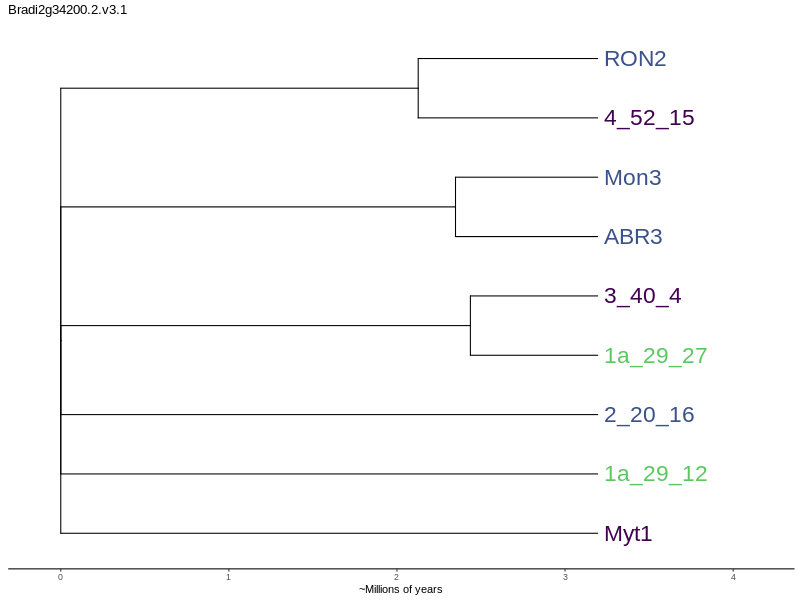 Bradi2g34200.2.v3.1
RON2
4_52_15
Mon3
ABR3
3_40_4
1a_29_27
2_20_16
1a_29_12
Myt1
0 1 2 3 4
~Millions of years